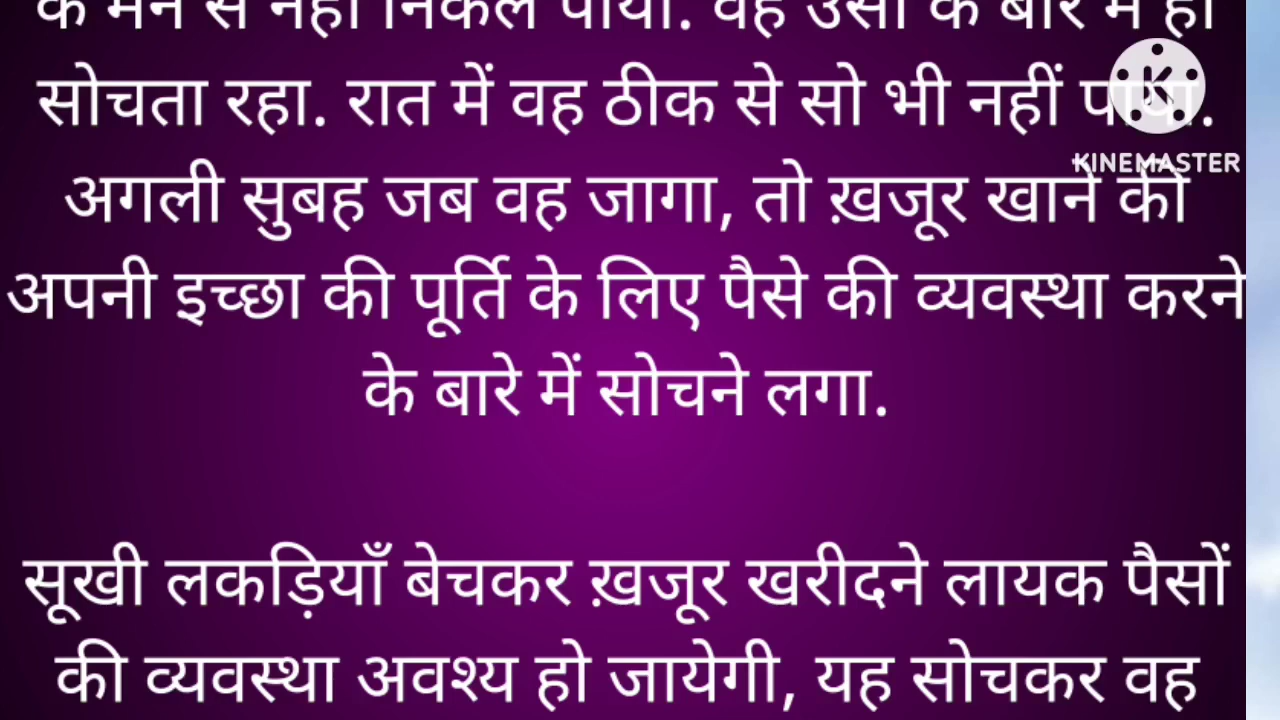 के मन से नहीं निकल पाया. वह उसी के बारे में ही
सोचता रहा. रात में वह ठीक से सो भी नहीं पाया.
KINEMASTER
अगली सुबह जब वह जागा, तो ख़जूर खाने की
अपनी इच्छा की पूर्ति के लिए पैसे की व्यवस्था करने
के बारे में सोचने लगा.
सूखी लकड़ियाँ बेचकर ख़जूर खरीदने लायक पैसों
की व्यवस्था अवश्य हो जायेगी, यह सोचकर वह